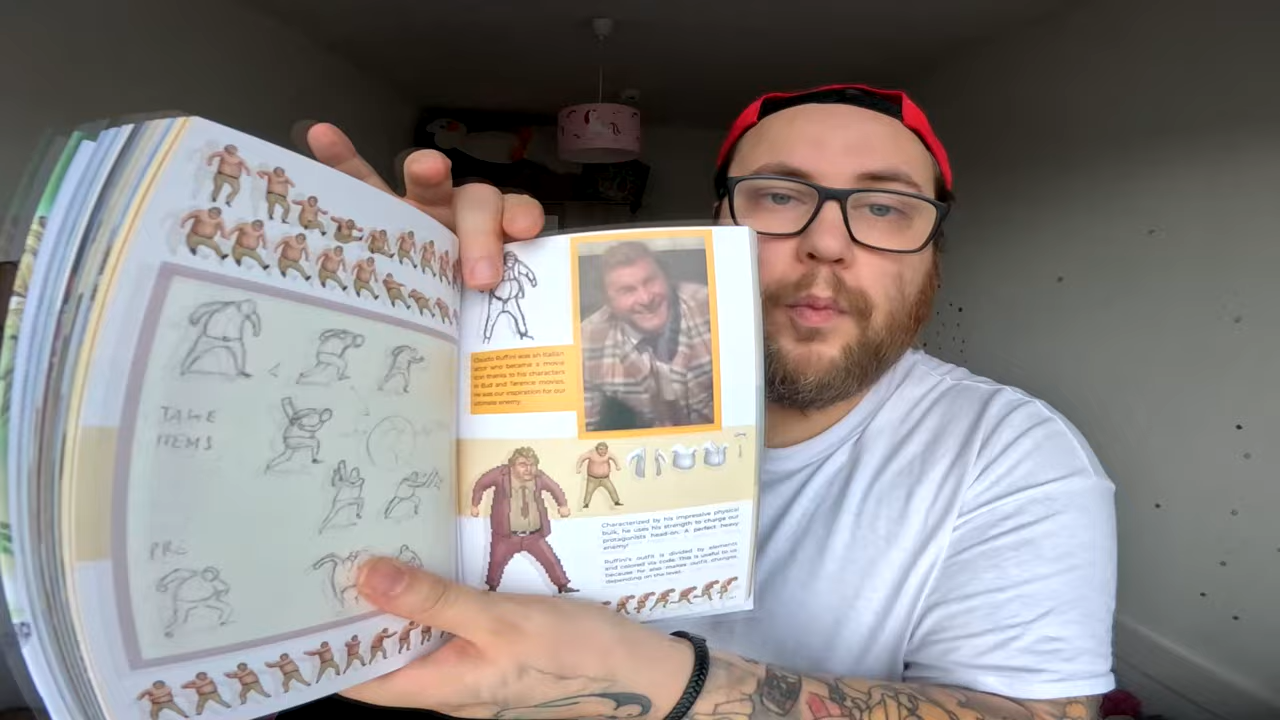 TAKE
ITEMS
PRE
Claudio Ruffini was an Italian
actor who became a movie
icon thanks to his characters
in Bud and Terence movies.
He was our inspiration for our
ultimate enemy.
Characterized by his impressive physical
bulk, he uses his strength to charge our
protagonists head-on. A perfect heavy
enemy!
Ruffini's outfit is divided by elements
and colored via code. This is useful to us
because he also makes outfit changes,
depending on the level.